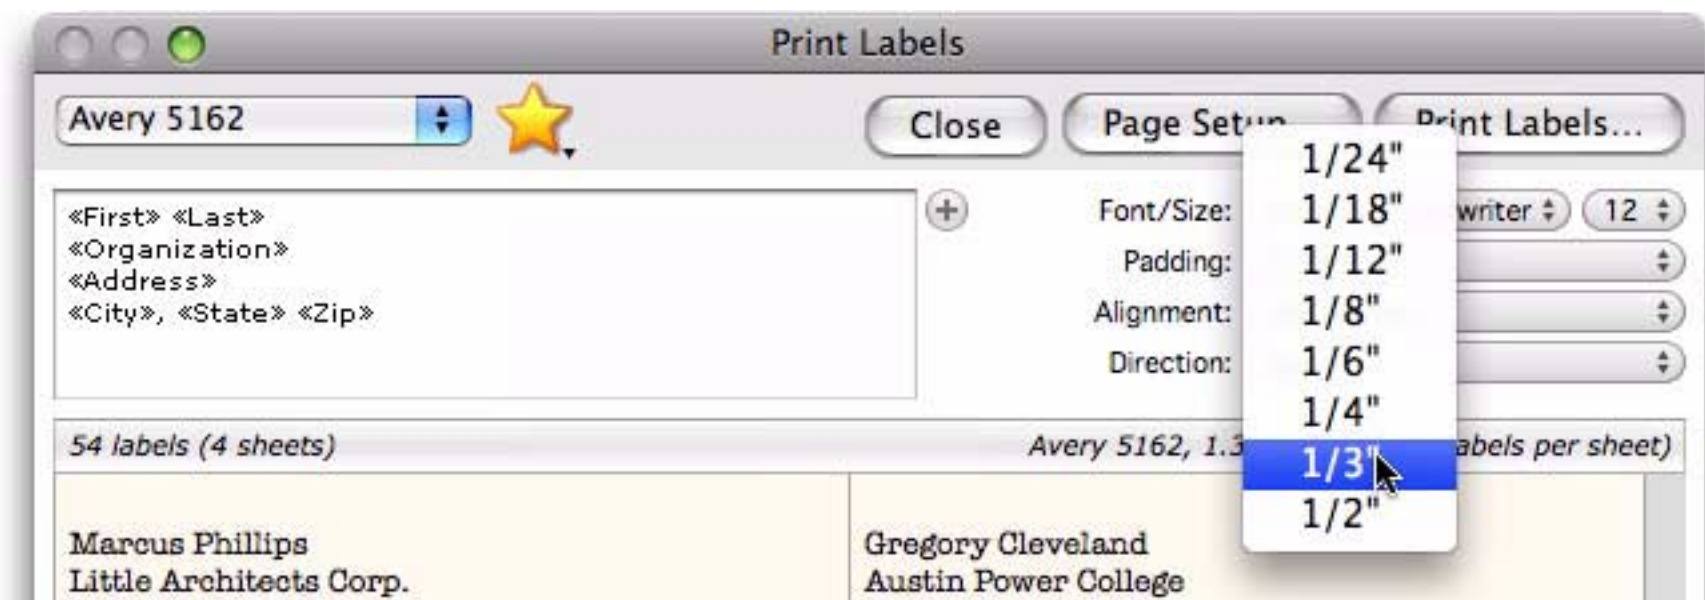 Print Labels
Avery 5162
Close
Page Setup...
Print Labels...
«First» «Last»
«Organization»
«Address»
«City», «State» «Zip»
Font/Size:
writer
12
Padding:
Alignment:
Direction:
1/24"
1/18"
1/12"
1/8"
1/6"
1/4"
1/3"
1/2"
54 labels (4 sheets)
Avery 5162, 1.3
abels per sheet)
Marcus Phillips
Little Architects Corp.
Gregory Cleveland
Austin Power College